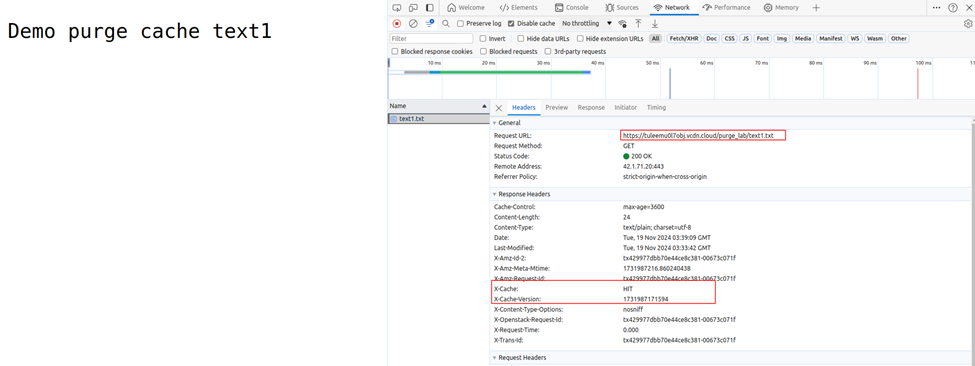 Demo purge cache text1
Welcome
Elements
Console
Sources
Network
Performance
Memory
Preserve log
Disable cache
No throttling
Filter
Invert
Hide data URLs
Hide extension URLs
All
Fetch/XHR
Doc
CSS
JS
Font
Img
Media
Manifest
WS
Wasm
Other
Blocked response cookies
Blocked requests
3rd-party requests
10 ms
20 ms
30 ms
40 ms
50 ms
60 ms
70 ms
80 ms
90 ms
100 ms
110 ms
Name
text1.txt
Headers
Preview
Response
Initiator
Timing
General
Request URL: https://tuleemu0l7obj.vcdn.cloud/purge_lab/text1.txt
Request Method: GET
Status Code: 200 OK
Remote Address: 42.1.71.20:443
Referrer Policy: strict-origin-when-cross-origin
Response Headers
Cache-Control: max-age=3600
Content-Length: 24
Content-Type: text/plain; charset=utf-8
Date: Tue, 19 Nov 2024 03:39:09 GMT
Last-Modified: Tue, 19 Nov 2024 03:33:42 GMT
X-Amz-Id-2: tx429977dbb70e44ce8c381-00673c071f
X-Amz-Meta-Mtime: 1731987216.860240438
X-Amz-Request-Id: tx429977dbb70e44ce8c381-00673c071f
X-Cache: HIT
X-Cache-Version: 1731987171594
X-Content-Type-Options: nosniff
X-Openstack-Request-Id: tx429977dbb70e44ce8c381-00673c071f
X-Request-Time: 0.000
X-Trans-Id: tx429977dbb70e44ce8c381-00673c071f
Request Headers